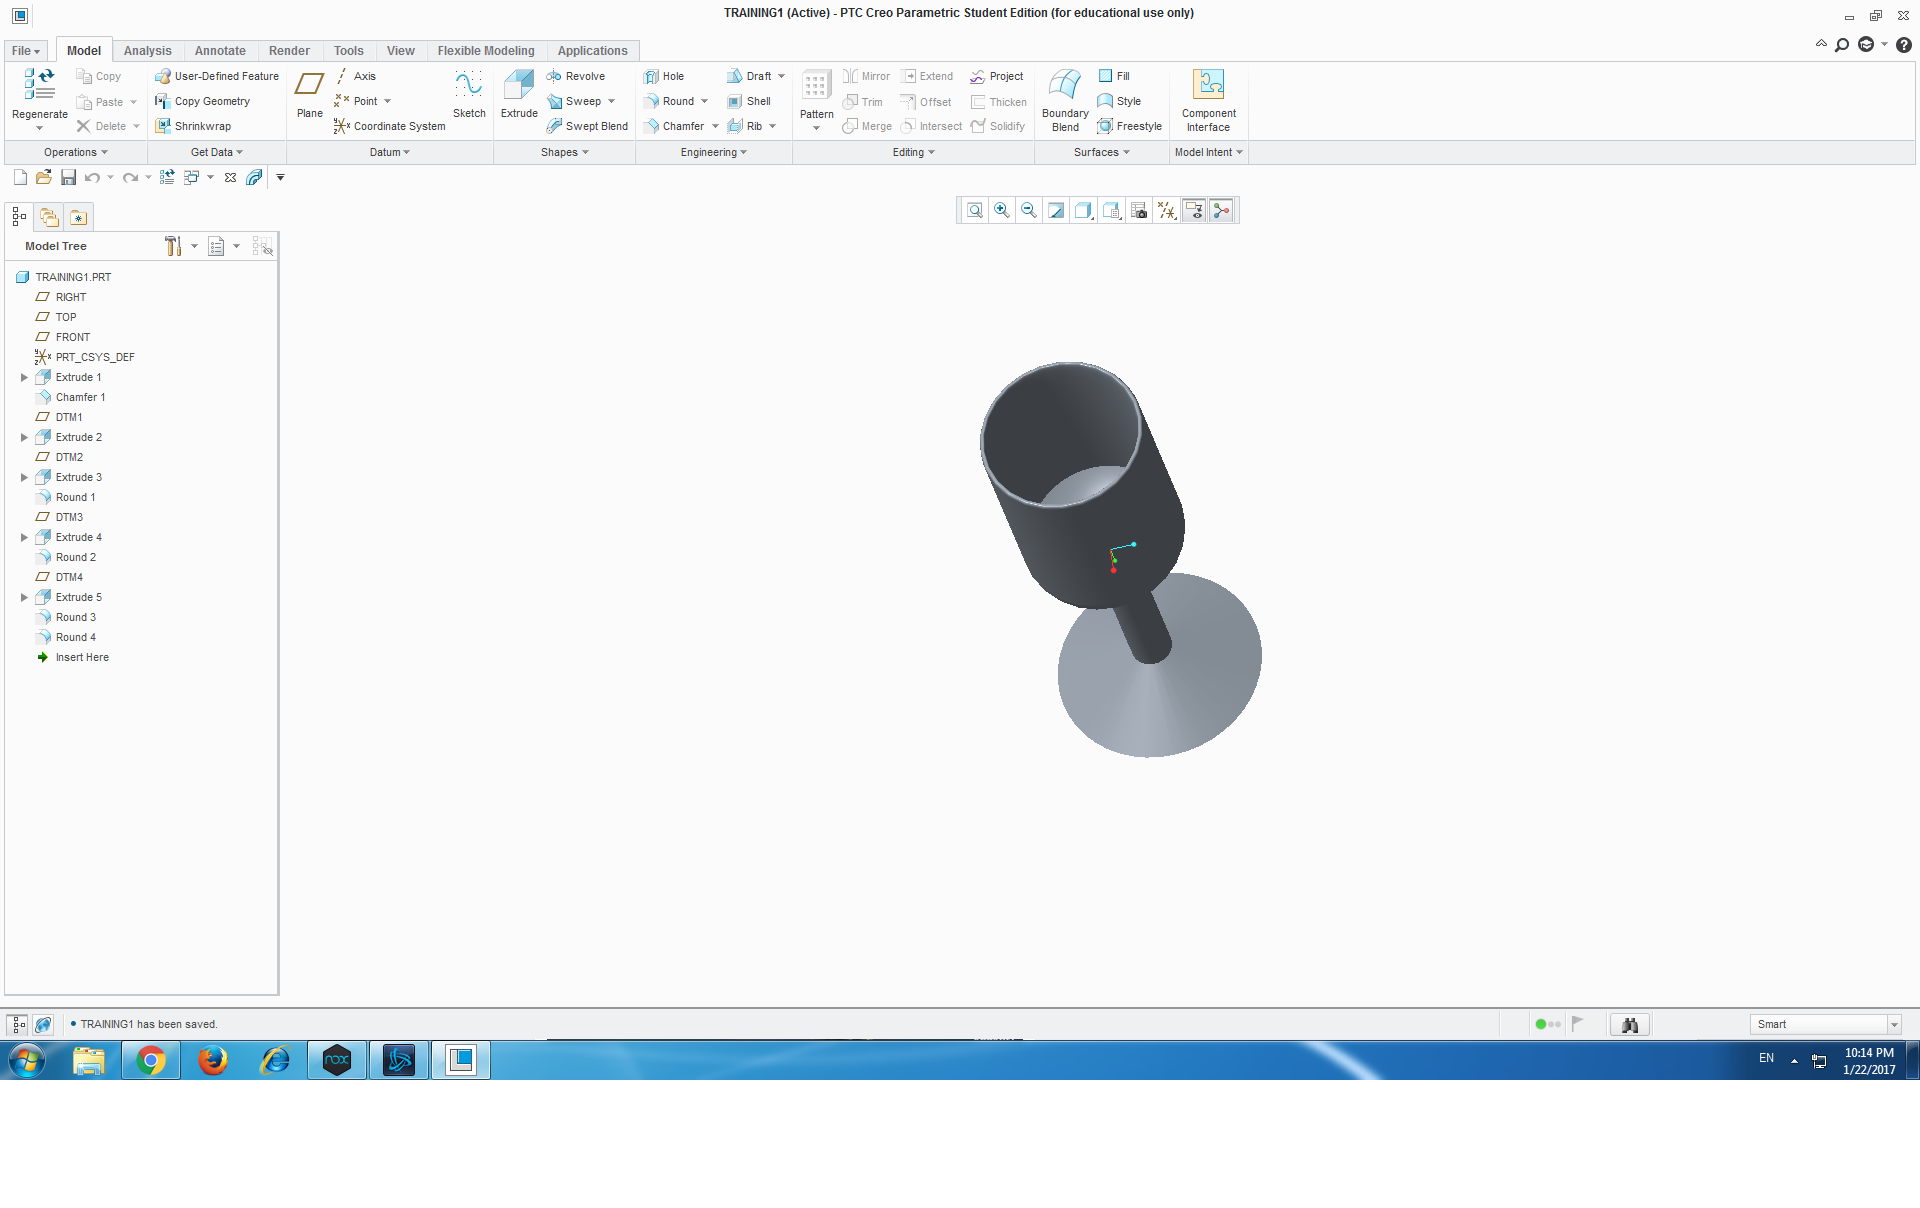 TRAINING1 (Active) - PTC Creo Parametric Student Edition (for educational use only)
File Model Analysis Annotate Render Tools View Flexible Modeling Applications
Regenerate
Copy
Paste
Delete
Operations
User-Defined Feature
Copy Geometry
Shrinkwrap
Get Data
Plane
Axis
Point
Coordinate System
Sketch
Datum
Extrude
Revolve
Sweep
Swept Blend
Shapes
Hole
Round
Chamfer
Draft
Shell
Rib
Engineering
Pattern
Mirror
Trim
Merge
Extend
Offset
Intersect
Project
Thicken
Solidify
Editing
Boundary
Blend
Fill
Style
Freestyle
Surfaces
Component
Interface
Model Intent
Model Tree
TRAINING1.PRT
RIGHT
TOP
FRONT
PRT_CSYS_DEF
Extrude 1
Chamfer 1
DTM1
Extrude 2
DTM2
Extrude 3
Round 1
DTM3
Extrude 4
Round 2
DTM4
Extrude 5
Round 3
Round 4
Insert Here
• TRAINING1 has been saved.
Smart
nox
EN
10:14 PM
1/22/2017